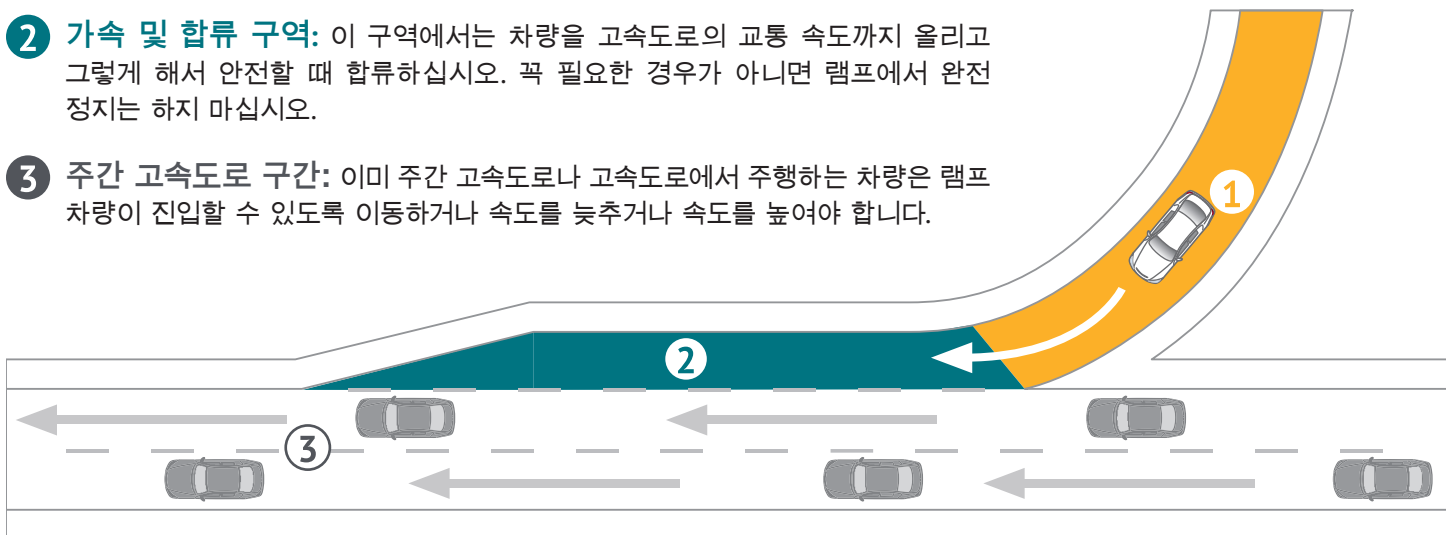 2 가속 및 합류 구역: 이 구역에서는 차량을 고속도로의 교통 속도까지 올리고
그렇게 해서 안전할 때 합류하십시오. 꼭 필요한 경우가 아니면 램프에서 완전
정지는 하지 마십시오.
3 주간 고속도로 구간: 이미 주간 고속도로나 고속도로에서 주행하는 차량은 램프
차량이 진입할 수 있도록 이동하거나 속도를 늦추거나 속도를 높여야 합니다.
1
2
3